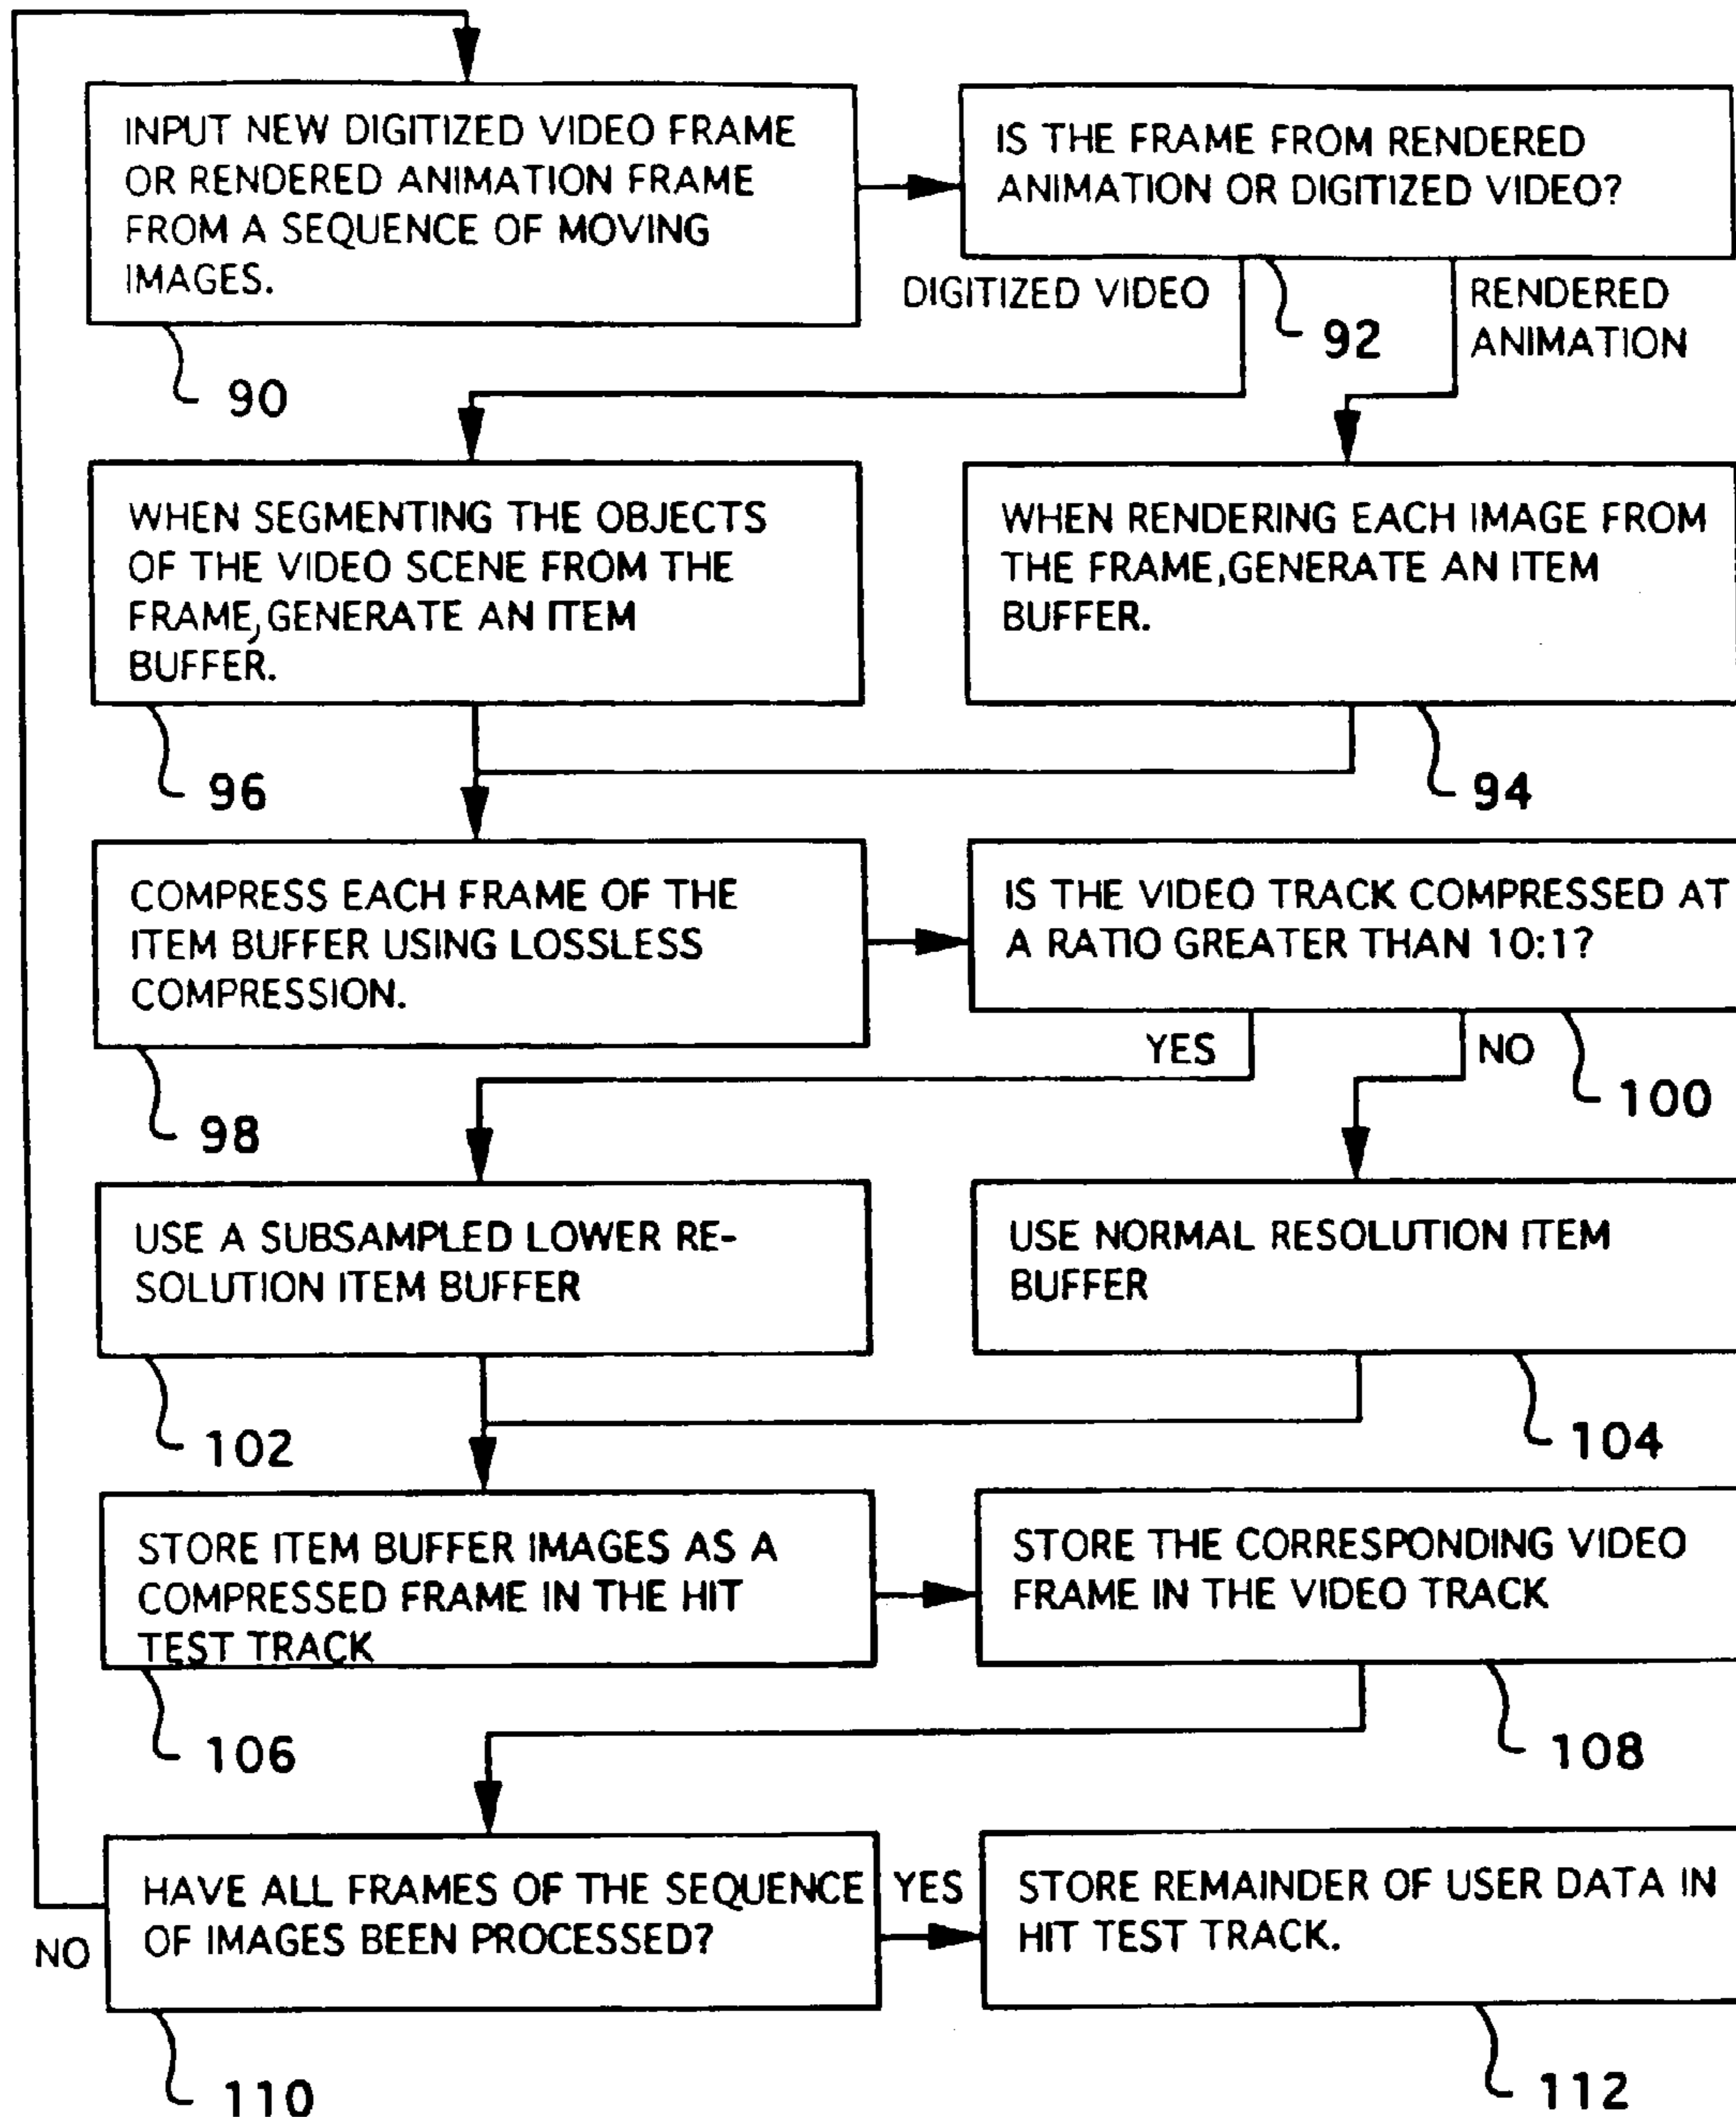 INPUT NEW DIGITIZED VIDEO FRAME
OR RENDERED ANIMATION FRAME
FROM A SEQUENCE OF MOVING
IMAGES.
90
IS THE FRAME FROM RENDERED
ANIMATION OR DIGITIZED VIDEO?
DIGITIZED VIDEO
92
RENDERED
ANIMATION
WHEN SEGMENTING THE OBJECTS
OF THE VIDEO SCENE FROM THE
FRAME, GENERATE AN ITEM
BUFFER.
96
WHEN RENDERING EACH IMAGE FROM
THE FRAME,GENERATE AN ITEM
BUFFER.
94
COMPRESS EACH FRAME OF THE
ITEM BUFFER USING LOSSLESS
COMPRESSION.
98
IS THE VIDEO TRACK COMPRESSED AT
A RATIO GREATER THAN 10:1?
YES
NO
100
USE A SUBSAMPLED LOWER RE-
SOLUTION ITEM BUFFER
102
USE NORMAL RESOLUTION ITEM
BUFFER
104
STORE ITEM BUFFER IMAGES AS A
COMPRESSED FRAME IN THE HIT
TEST TRACK
106
STORE THE CORRESPONDING VIDEO
FRAME IN THE VIDEO TRACK
108
HAVE ALL FRAMES OF THE SEQUENCE
OF IMAGES BEEN PROCESSED?
NO
110
YES
STORE REMAINDER OF USER DATA IN
HIT TEST TRACK.
112